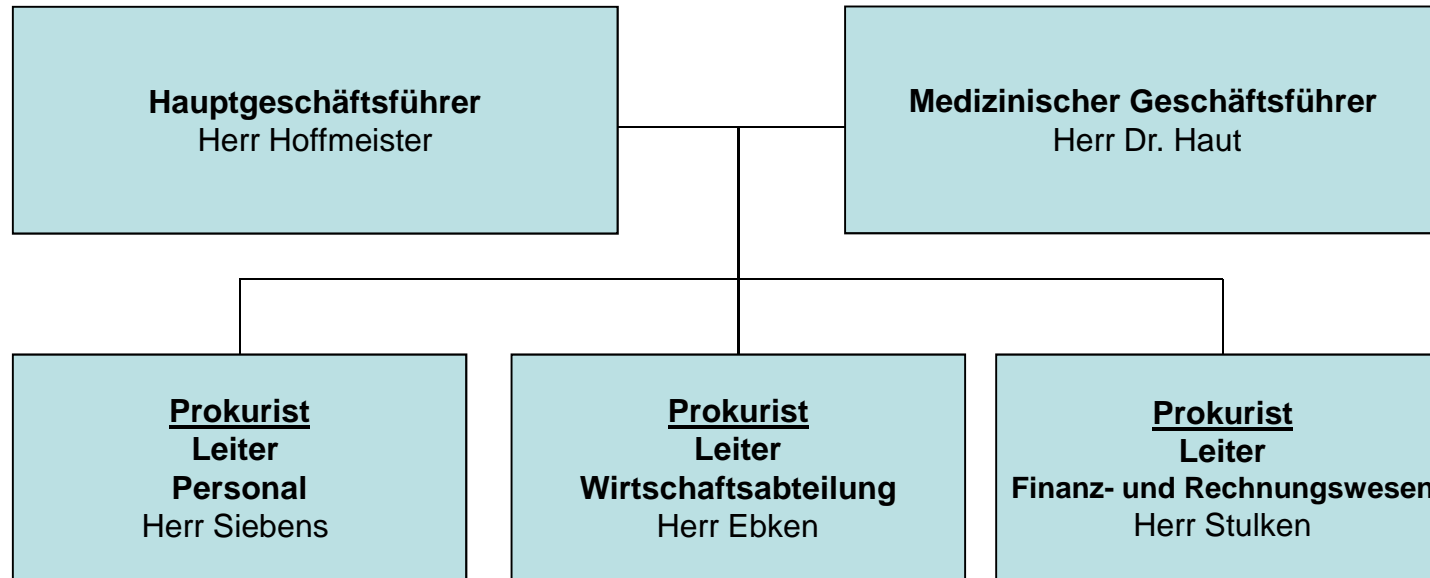 Hauptgeschäftsführer
Herr Hoffmeister
Medizinischer Geschäftsführer
Herr Dr. Haut
Prokurist
Leiter
Personal
Herr Siebens
Prokurist
Leiter
Wirtschaftsabteilung
Herr Ebken
Prokurist
Leiter
Finanz- und Rechnungswesen
Herr Stulken